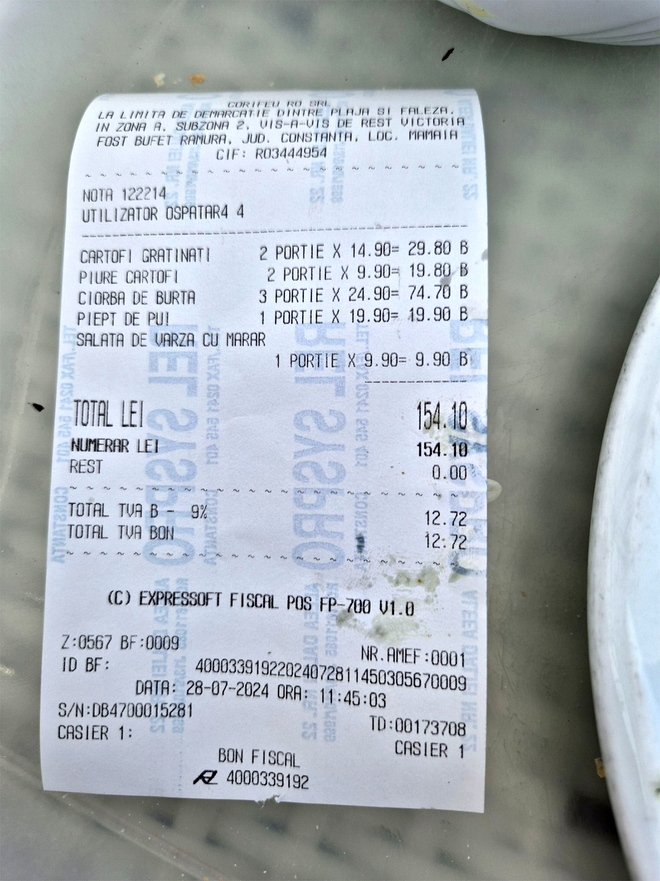 CORIFEU RO SRL
LA LIMITA DE DEMARCATIE DINTRE PLAJA SI FALEZA,
IN ZONA A, SUBZONA 2, VIS-A-VIS DE REST VICTORIA
FOST BUFET RAMURA, JUD. CONSTANTA, LOC. MAMAIA
CIF: RO3444954
NOTA 122214
UTILIZATOR OSPATAR4 4
CARTOFI GRATINATI 2 PORTIE X 14.90= 29.80 B
PIURE CARTOFI 2 PORTIE X 9.90= 19.80 B
CIORBA DE BURTA 3 PORTIE X 24.90= 74.70 B
PIEPT DE PUI 1 PORTIE X 19.90= 19.90 B
SALATA DE VARZA CU MARAR
1 PORTIE X 9.90= 9.90 B
TOTAL LEI 154.10
NUMERAR LEI 154.10
REST 0.00
TOTAL TVA B - 9% 12.72
TOTAL TVA BON 12:72
(C) EXPRESSOFT FISCAL POS FP-700 V1.0
Z:0567 BF:0009 NR.AMEF:0001
ID BF: 40003391922024072811450305670009
DATA: 28-07-2024 ORA: 11:45:03
S/N:DB4700015281 TD:00173708
CASIER 1: CASIER 1
BON FISCAL
4000339192